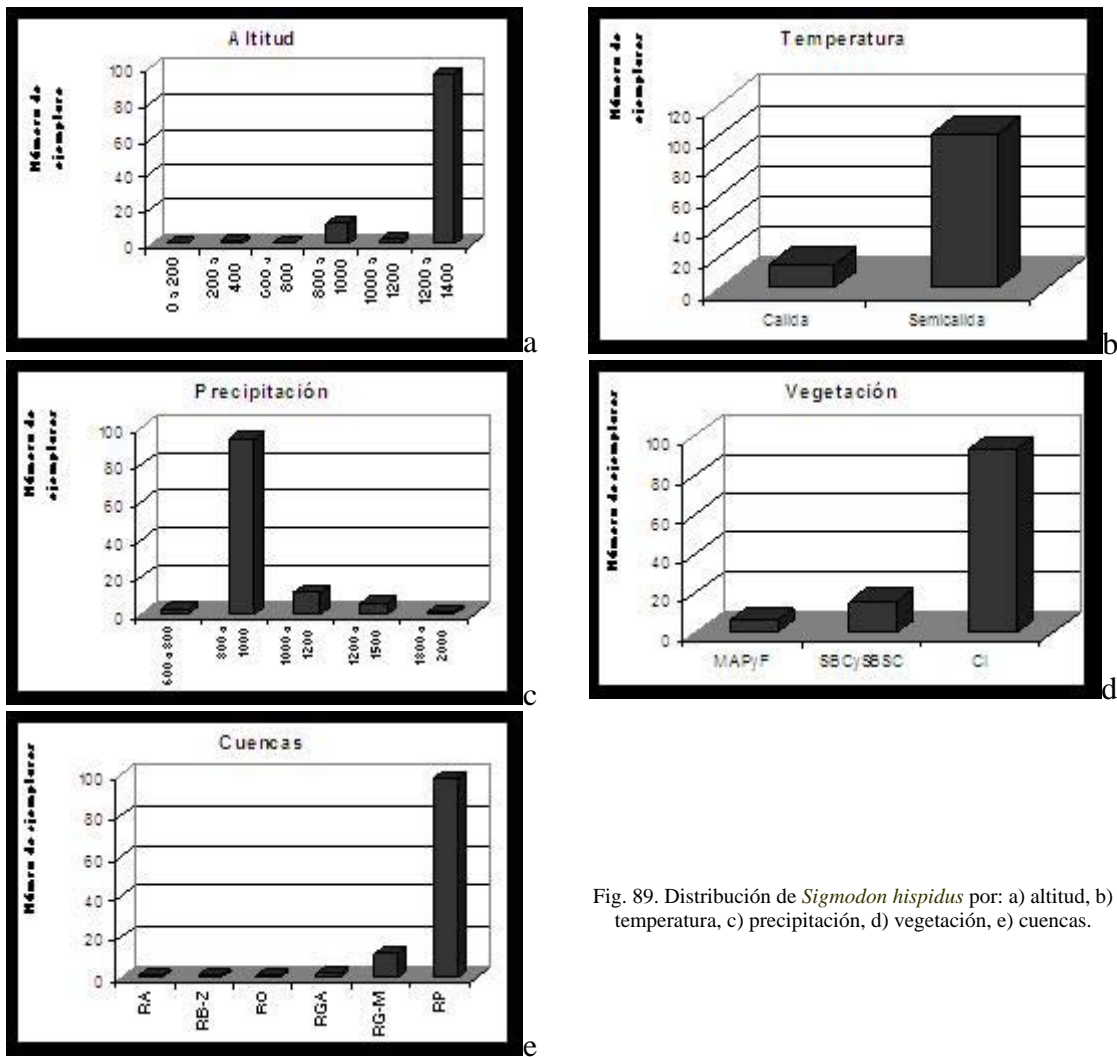 Altitud
Número de
ejemplare
100
80
60
40
20
0
0 a 200
200 a
400
600 a
800
800 a
1000
1000 a
1200
1200 a
1400
a
Temperatura
Número de
ejemplares
120
100
80
60
40
20
0
Calida
Semicalida
b
Precipitación
Número de
ejemplares
100
80
60
40
20
0
600 a 800
800 a
1000
1000 a
1200
1200 a
1500
1800 a
2000
c
Vegetación
Número de ejemplares
100
80
60
40
20
0
MAPyF
SBCySBSC
CI
d
Cuencas
Númen de ejemplares
100
80
60
40
20
0
RA
RB-Z
RO
RGA
RG-M
RP
e
Fig. 89. Distribución de Sigmodon hispidus por: a) altitud, b)
temperatura, c) precipitación, d) vegetación, e) cuencas.